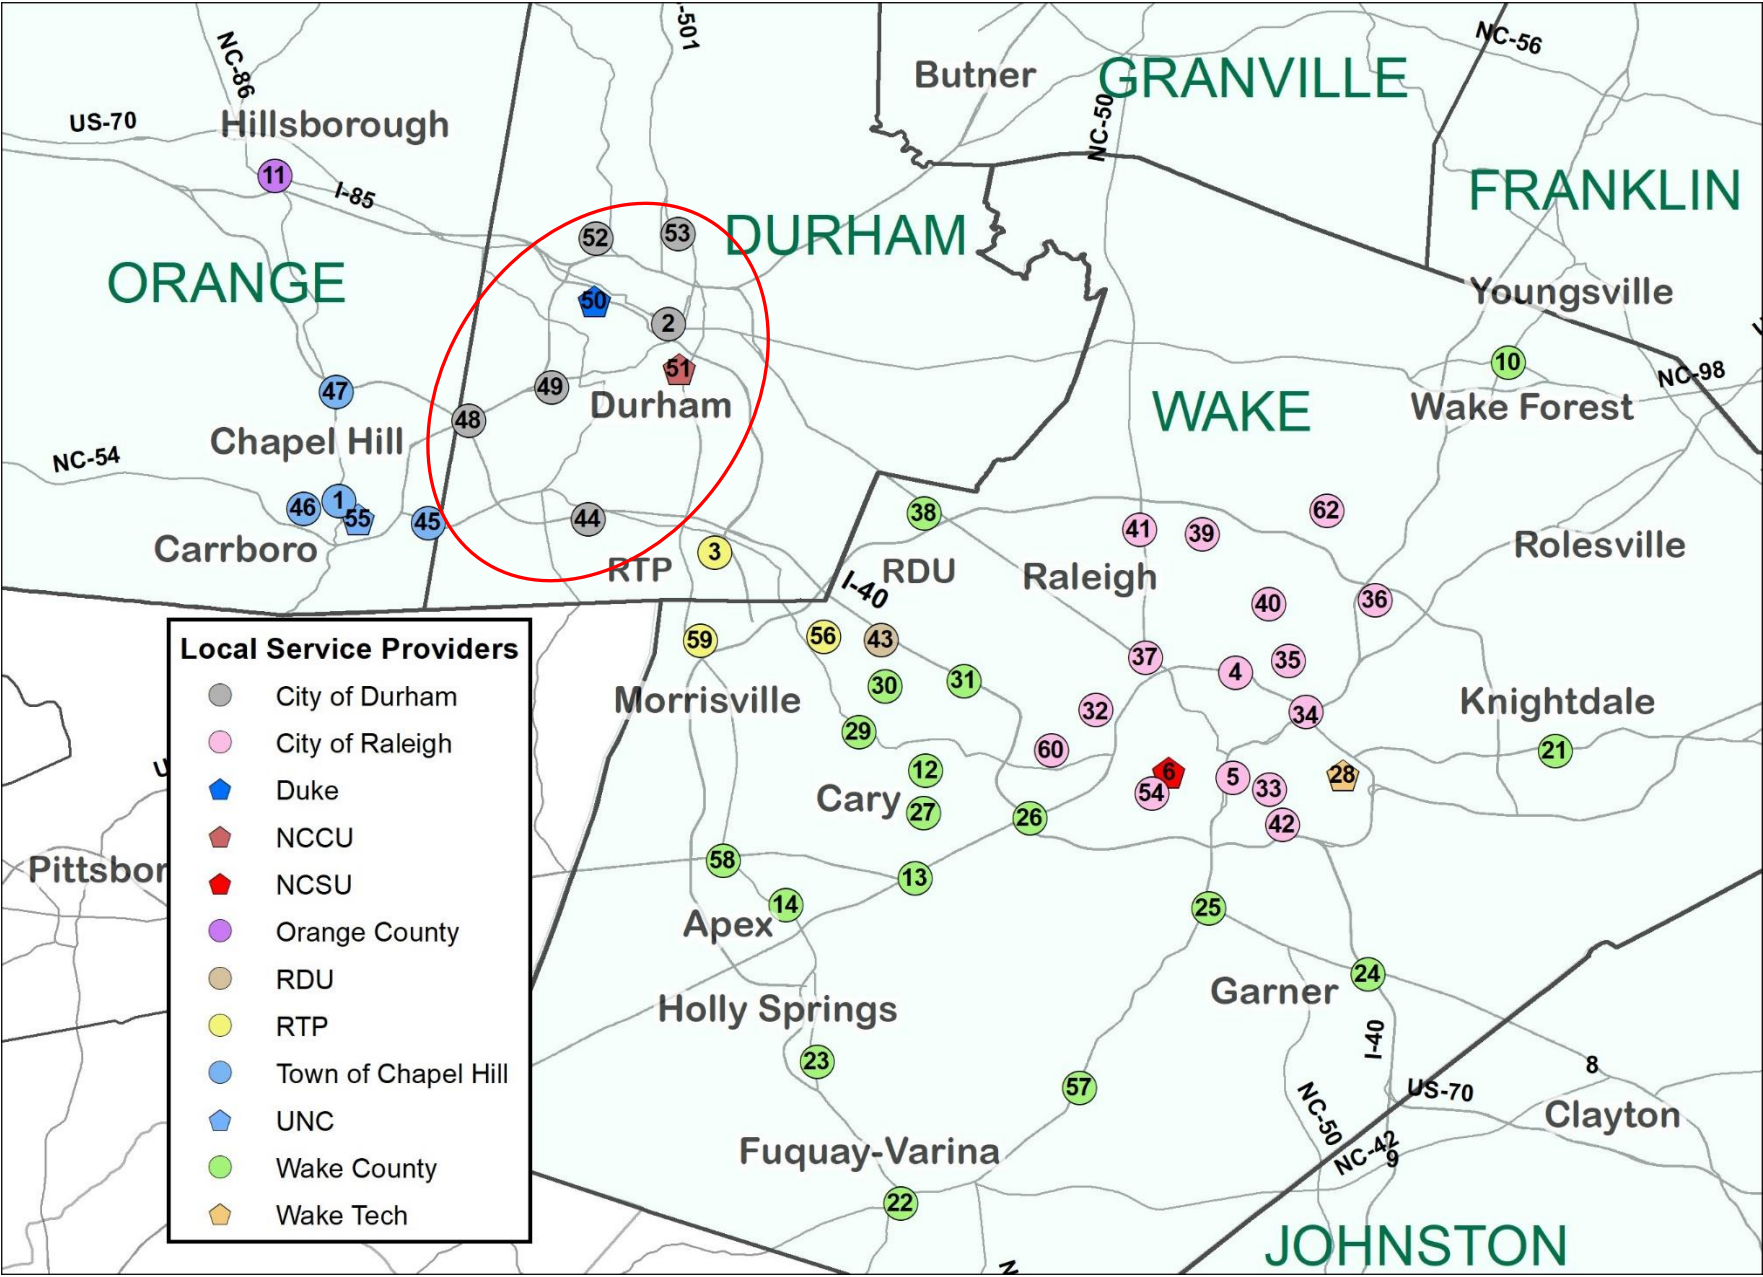 NC-86
-501
NC-56
Butner
GRANVILLE
US-70
Hillsborough
NC-50
11
I-85
FRANKLIN
52
53
DURHAM
ORANGE
50
Youngsville
2
47
51
10
NC-98
49
Durham
WAKE
Wake Forest
48
Chapel Hill
NC-54
46
1
55
45
44
38
41
39
62
Carrboro
3
RTP
I-40
RDU
Raleigh
Rolesville
40
36
59
56
43
37
4
35
30
31
Morrisville
32
34
Knightdale
29
60
21
12
6
5
28
54
33
Cary
27
26
42
58
13
Pittsbor
14
25
Apex
24
Garner
Holly Springs
I-40
23
57
8
US-70
NC-50
Clayton
NC-42
9
Fuquay-Varina
22
JOHNSTON
N
U
Local Service Providers
City of Durham
City of Raleigh
Duke
NCCU
NCSU
Orange County
RDU
RTP
Town of Chapel Hill
UNC
Wake County
Wake Tech